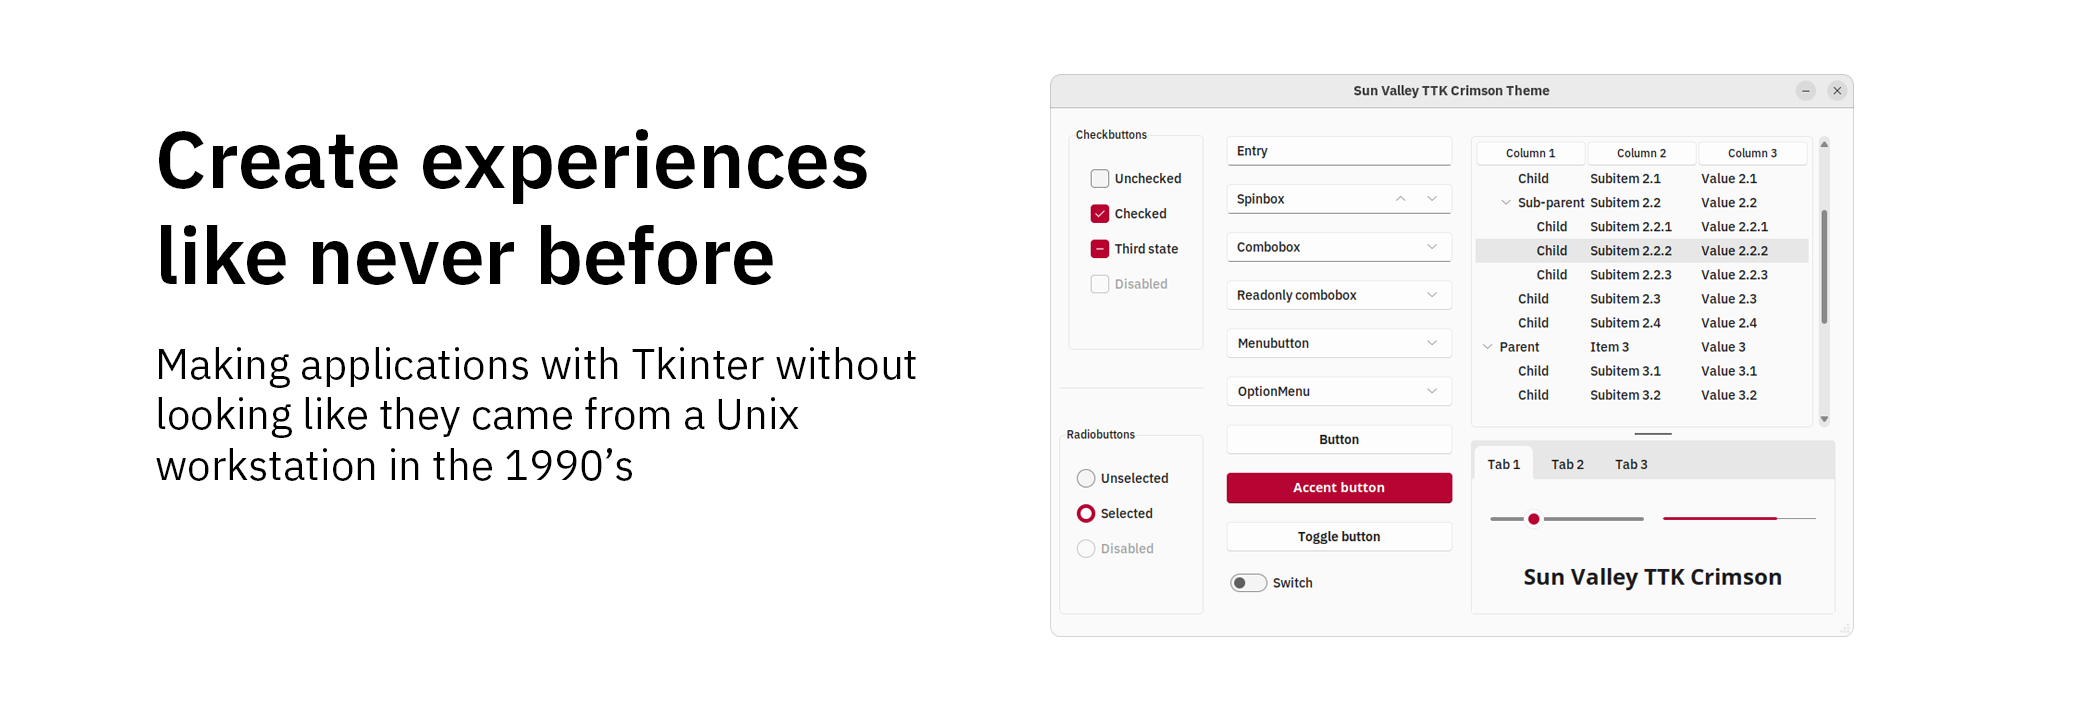 Create experiences
like never before
Making applications with Tkinter without
looking like they came from a Unix
workstation in the 1990’s
Sun Valley TTK Crimson Theme
Checkbuttons
Unchecked
Checked
Third state
Disabled
Radiobuttons
Unselected
Selected
Disabled
Entry
Spinbox
Combobox
Readonly combobox
Menubutton
OptionMenu
Button
Accent button
Toggle button
Switch
Column 1 Column 2 Column 3
Child Subitem 2.1 Value 2.1
Sub-parent Subitem 2.2 Value 2.2
Child Subitem 2.2.1 Value 2.2.1
Child Subitem 2.2.2 Value 2.2.2
Child Subitem 2.2.3 Value 2.2.3
Child Subitem 2.3 Value 2.3
Child Subitem 2.4 Value 2.4
Parent Item 3 Value 3
Child Subitem 3.1 Value 3.1
Child Subitem 3.2 Value 3.2
Tab 1 Tab 2 Tab 3
Sun Valley TTK Crimson